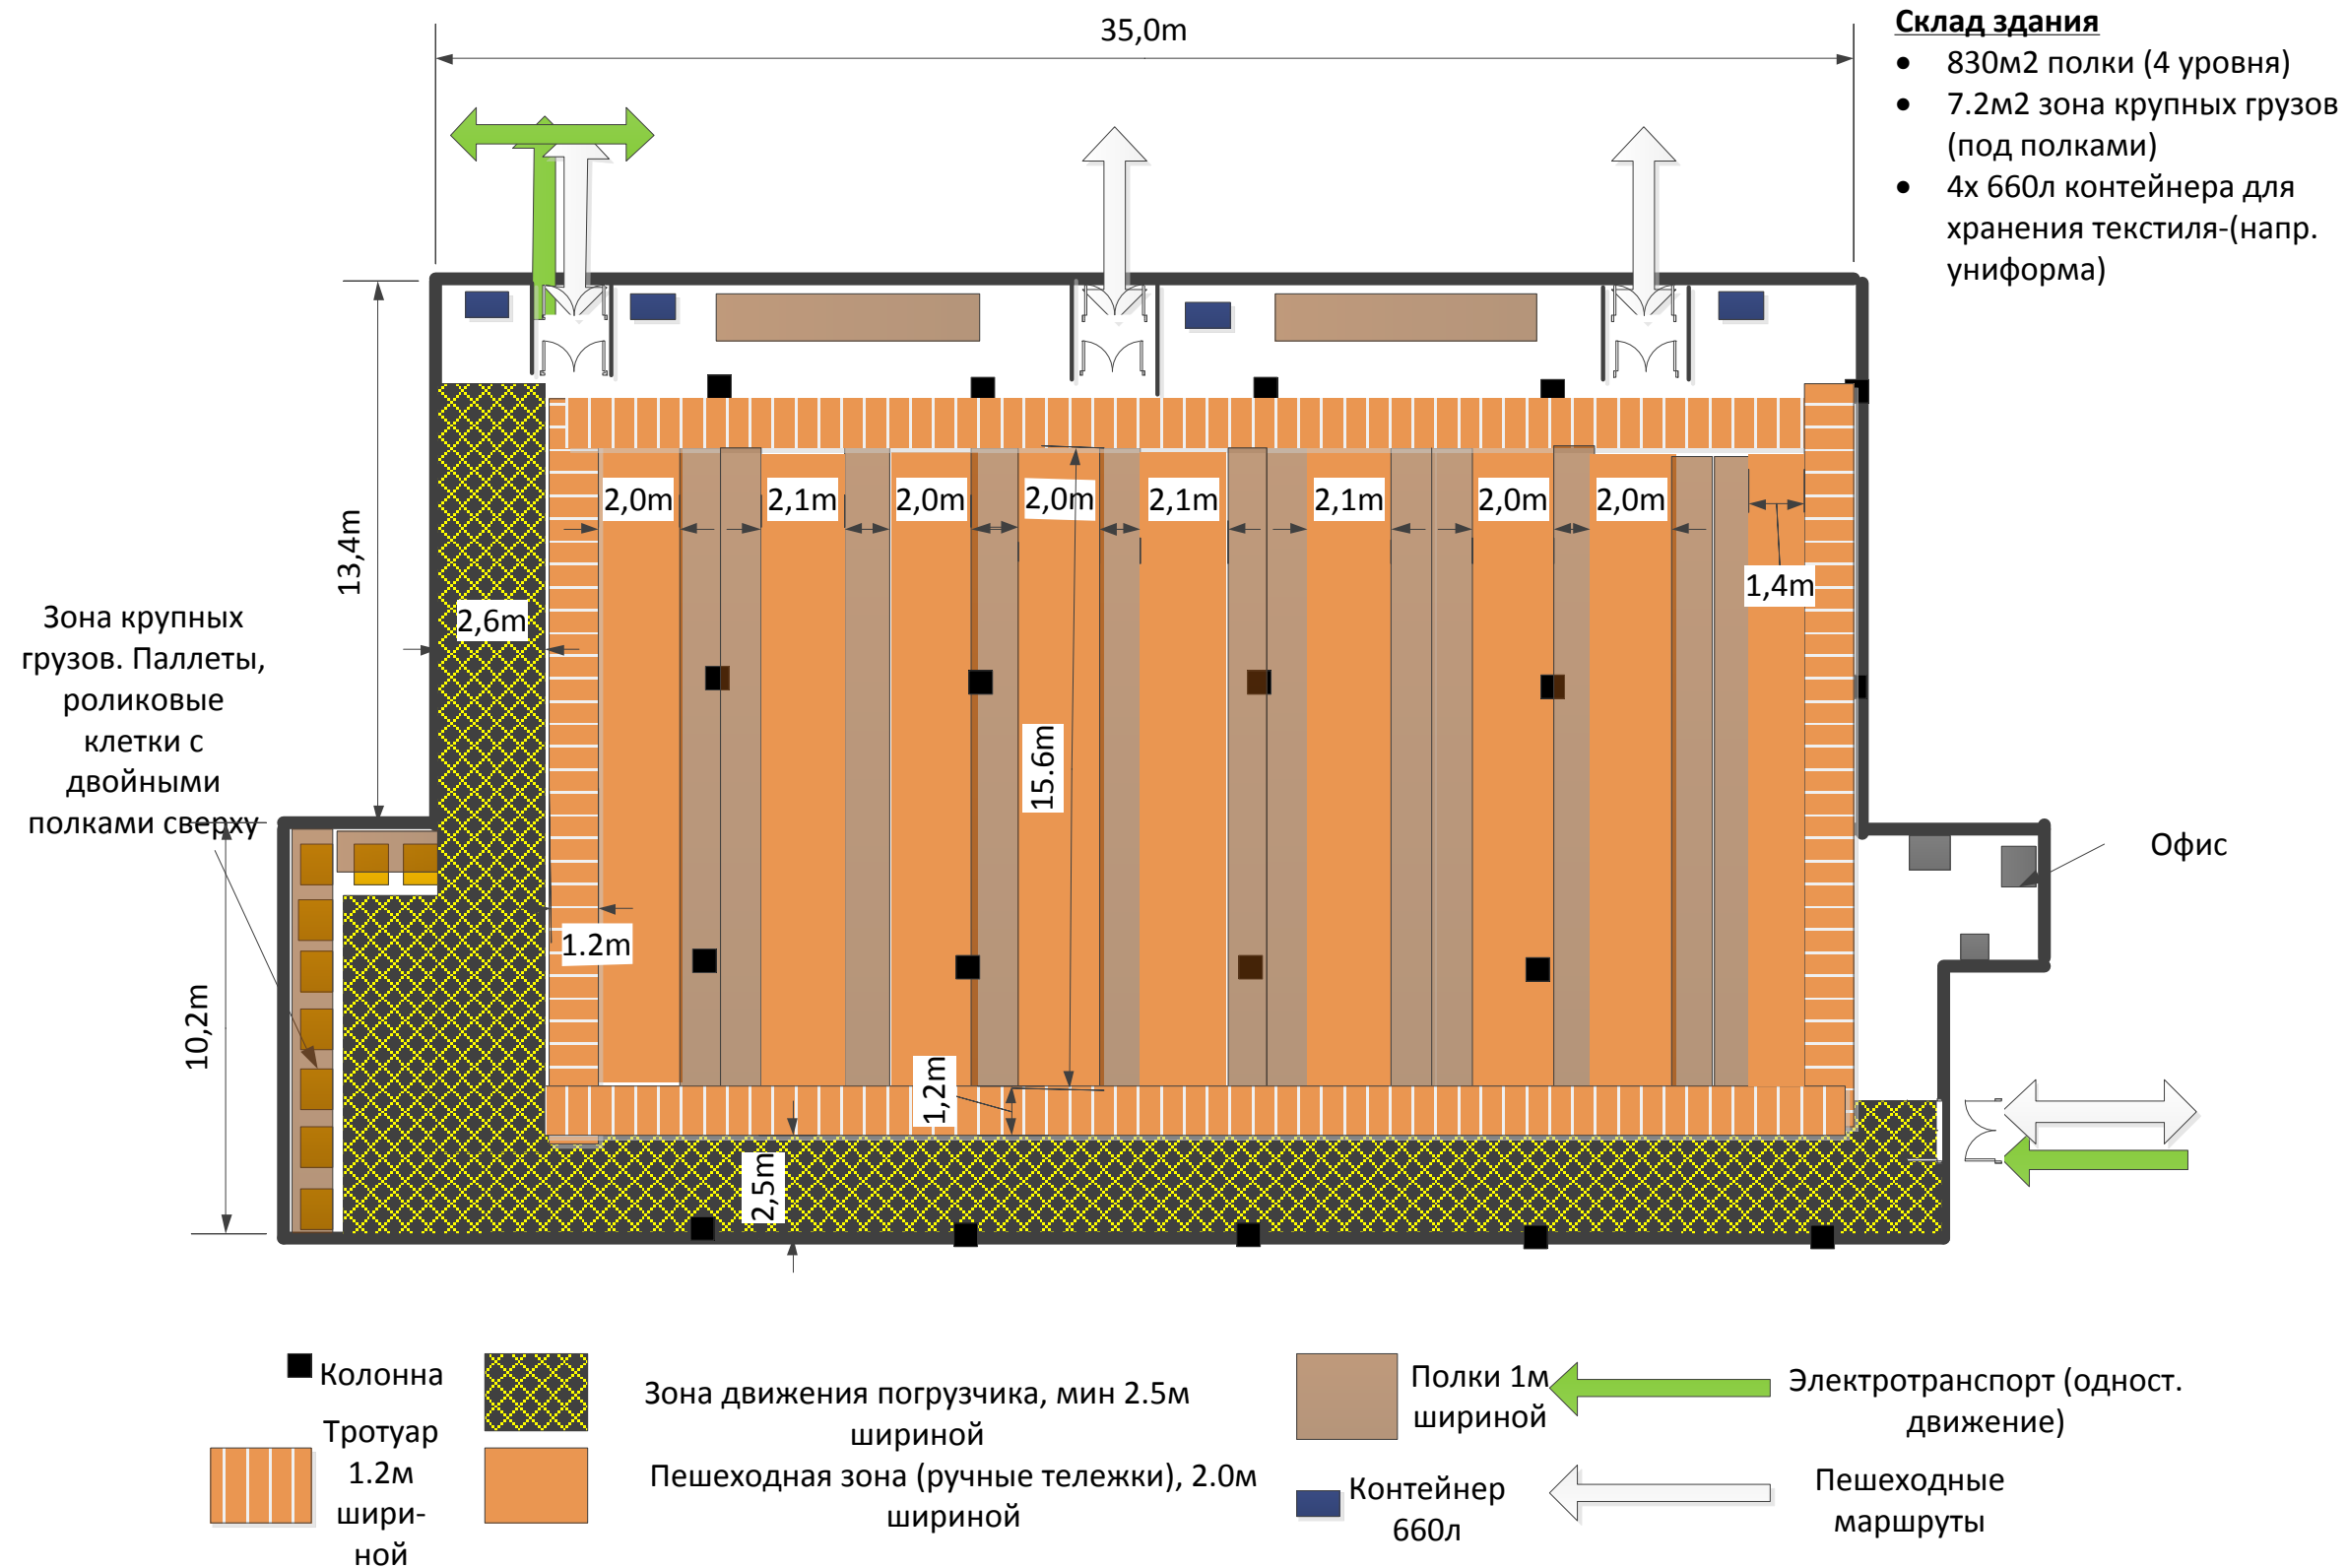 35,0m
Склад здания
• 830м2 полки (4 уровня)
• 7.2м2 зона крупных грузов
(под полками)
• 4х 660л контейнера для
хранения текстиля-(напр.
униформа)
13,4m
2,0m
2,1m
2,0m
2,0m
2,1m
2,1m
2,0m
2,0m
1,4m
2,6m
Зона крупных
грузов. Паллеты,
роликовые
клетки с
двойными
полками сверху
15.6m
Офис
1.2m
10,2m
1,2m
2,5m
Колонна
Тротуар
1.2м
шири-
ной
Зона движения погрузчика, мин 2.5м
шириной
Пешеходная зона (ручные тележки), 2.0м
шириной
Полки 1м
шириной
Контейнер
660л
Электротранспорт (одност.
движение)
Пешеходные
маршруты